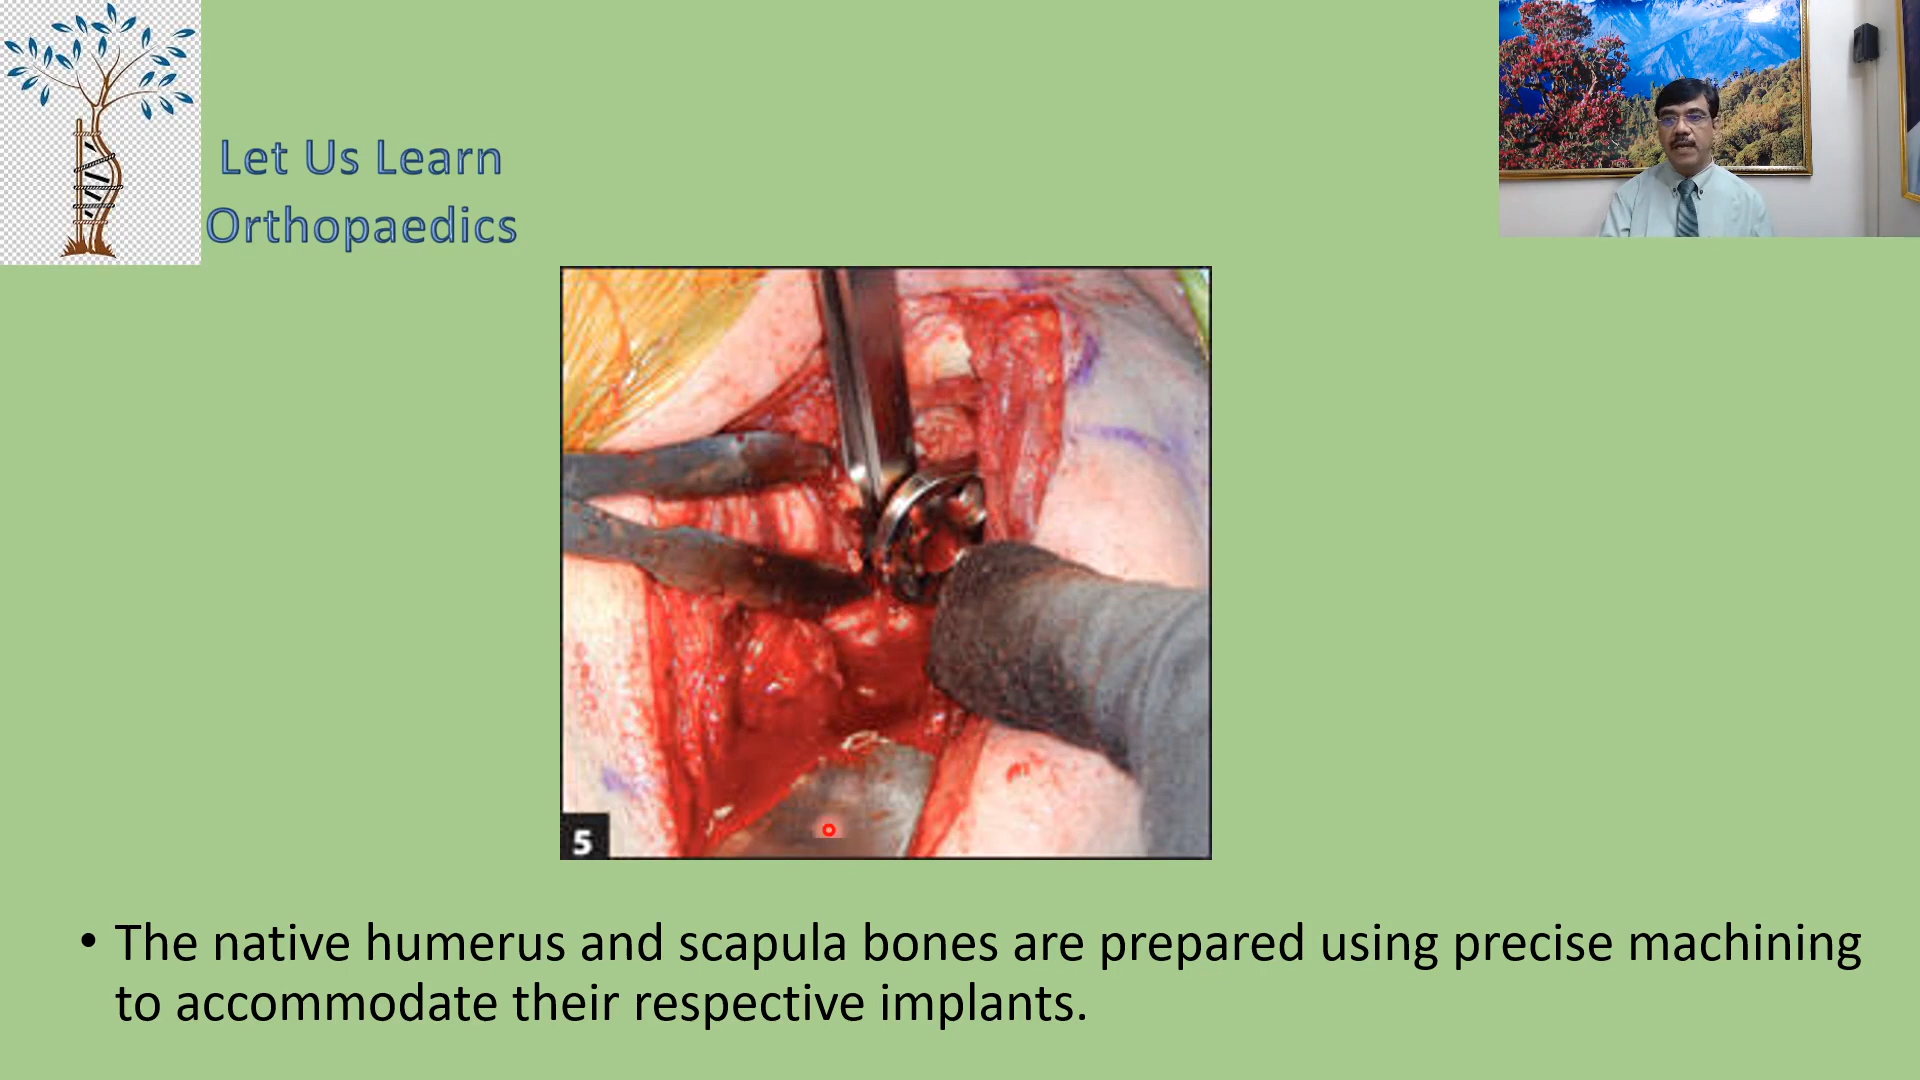 Let Us Learn
Orthopaedics
5
• The native humerus and scapula bones are prepared using precise machining
to accommodate their respective implants.